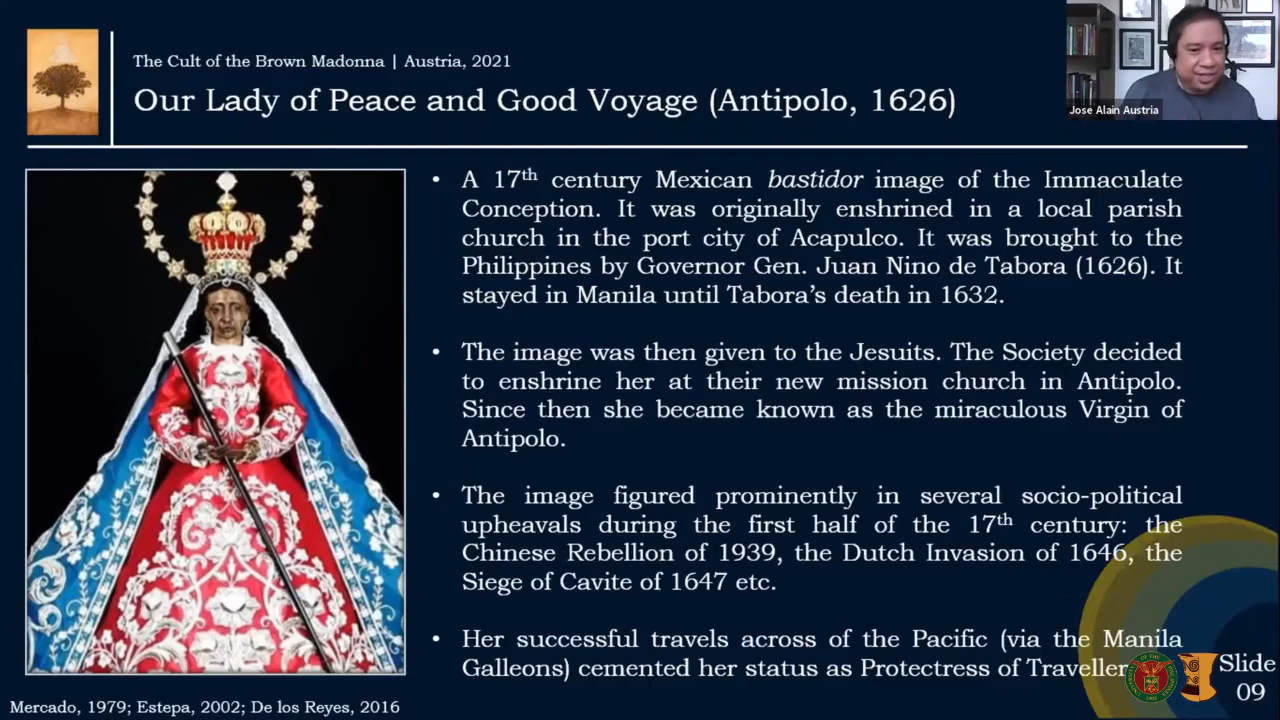 The Cult of the Brown Madonna | Austria, 2021
Our Lady of Peace and Good Voyage (Antipolo, 1626)
Jose Alain Austria
• A 17th century Mexican bastidor image of the Immaculate
Conception. It was originally enshrined in a local parish
church in the port city of Acapulco. It was brought to the
Philippines by Governor Gen. Juan Nino de Tabora (1626). It
stayed in Manila until Tabora's death in 1632.
• The image was then given to the Jesuits. The Society decided
to enshrine her at their new mission church in Antipolo.
Since then she became known as the miraculous Virgin of
Antipolo.
• The image figured prominently in several socio-political
upheavals during the first half of the 17th century: the
Chinese Rebellion of 1939, the Dutch Invasion of 1646, the
Siege of Cavite of 1647 etc.
• Her successful travels across of the Pacific (via the Manila
Galleons) cemented her status as Protectress of Traveller
Slide
09
Mercado, 1979; Estepa, 2002; De los Reyes, 2016